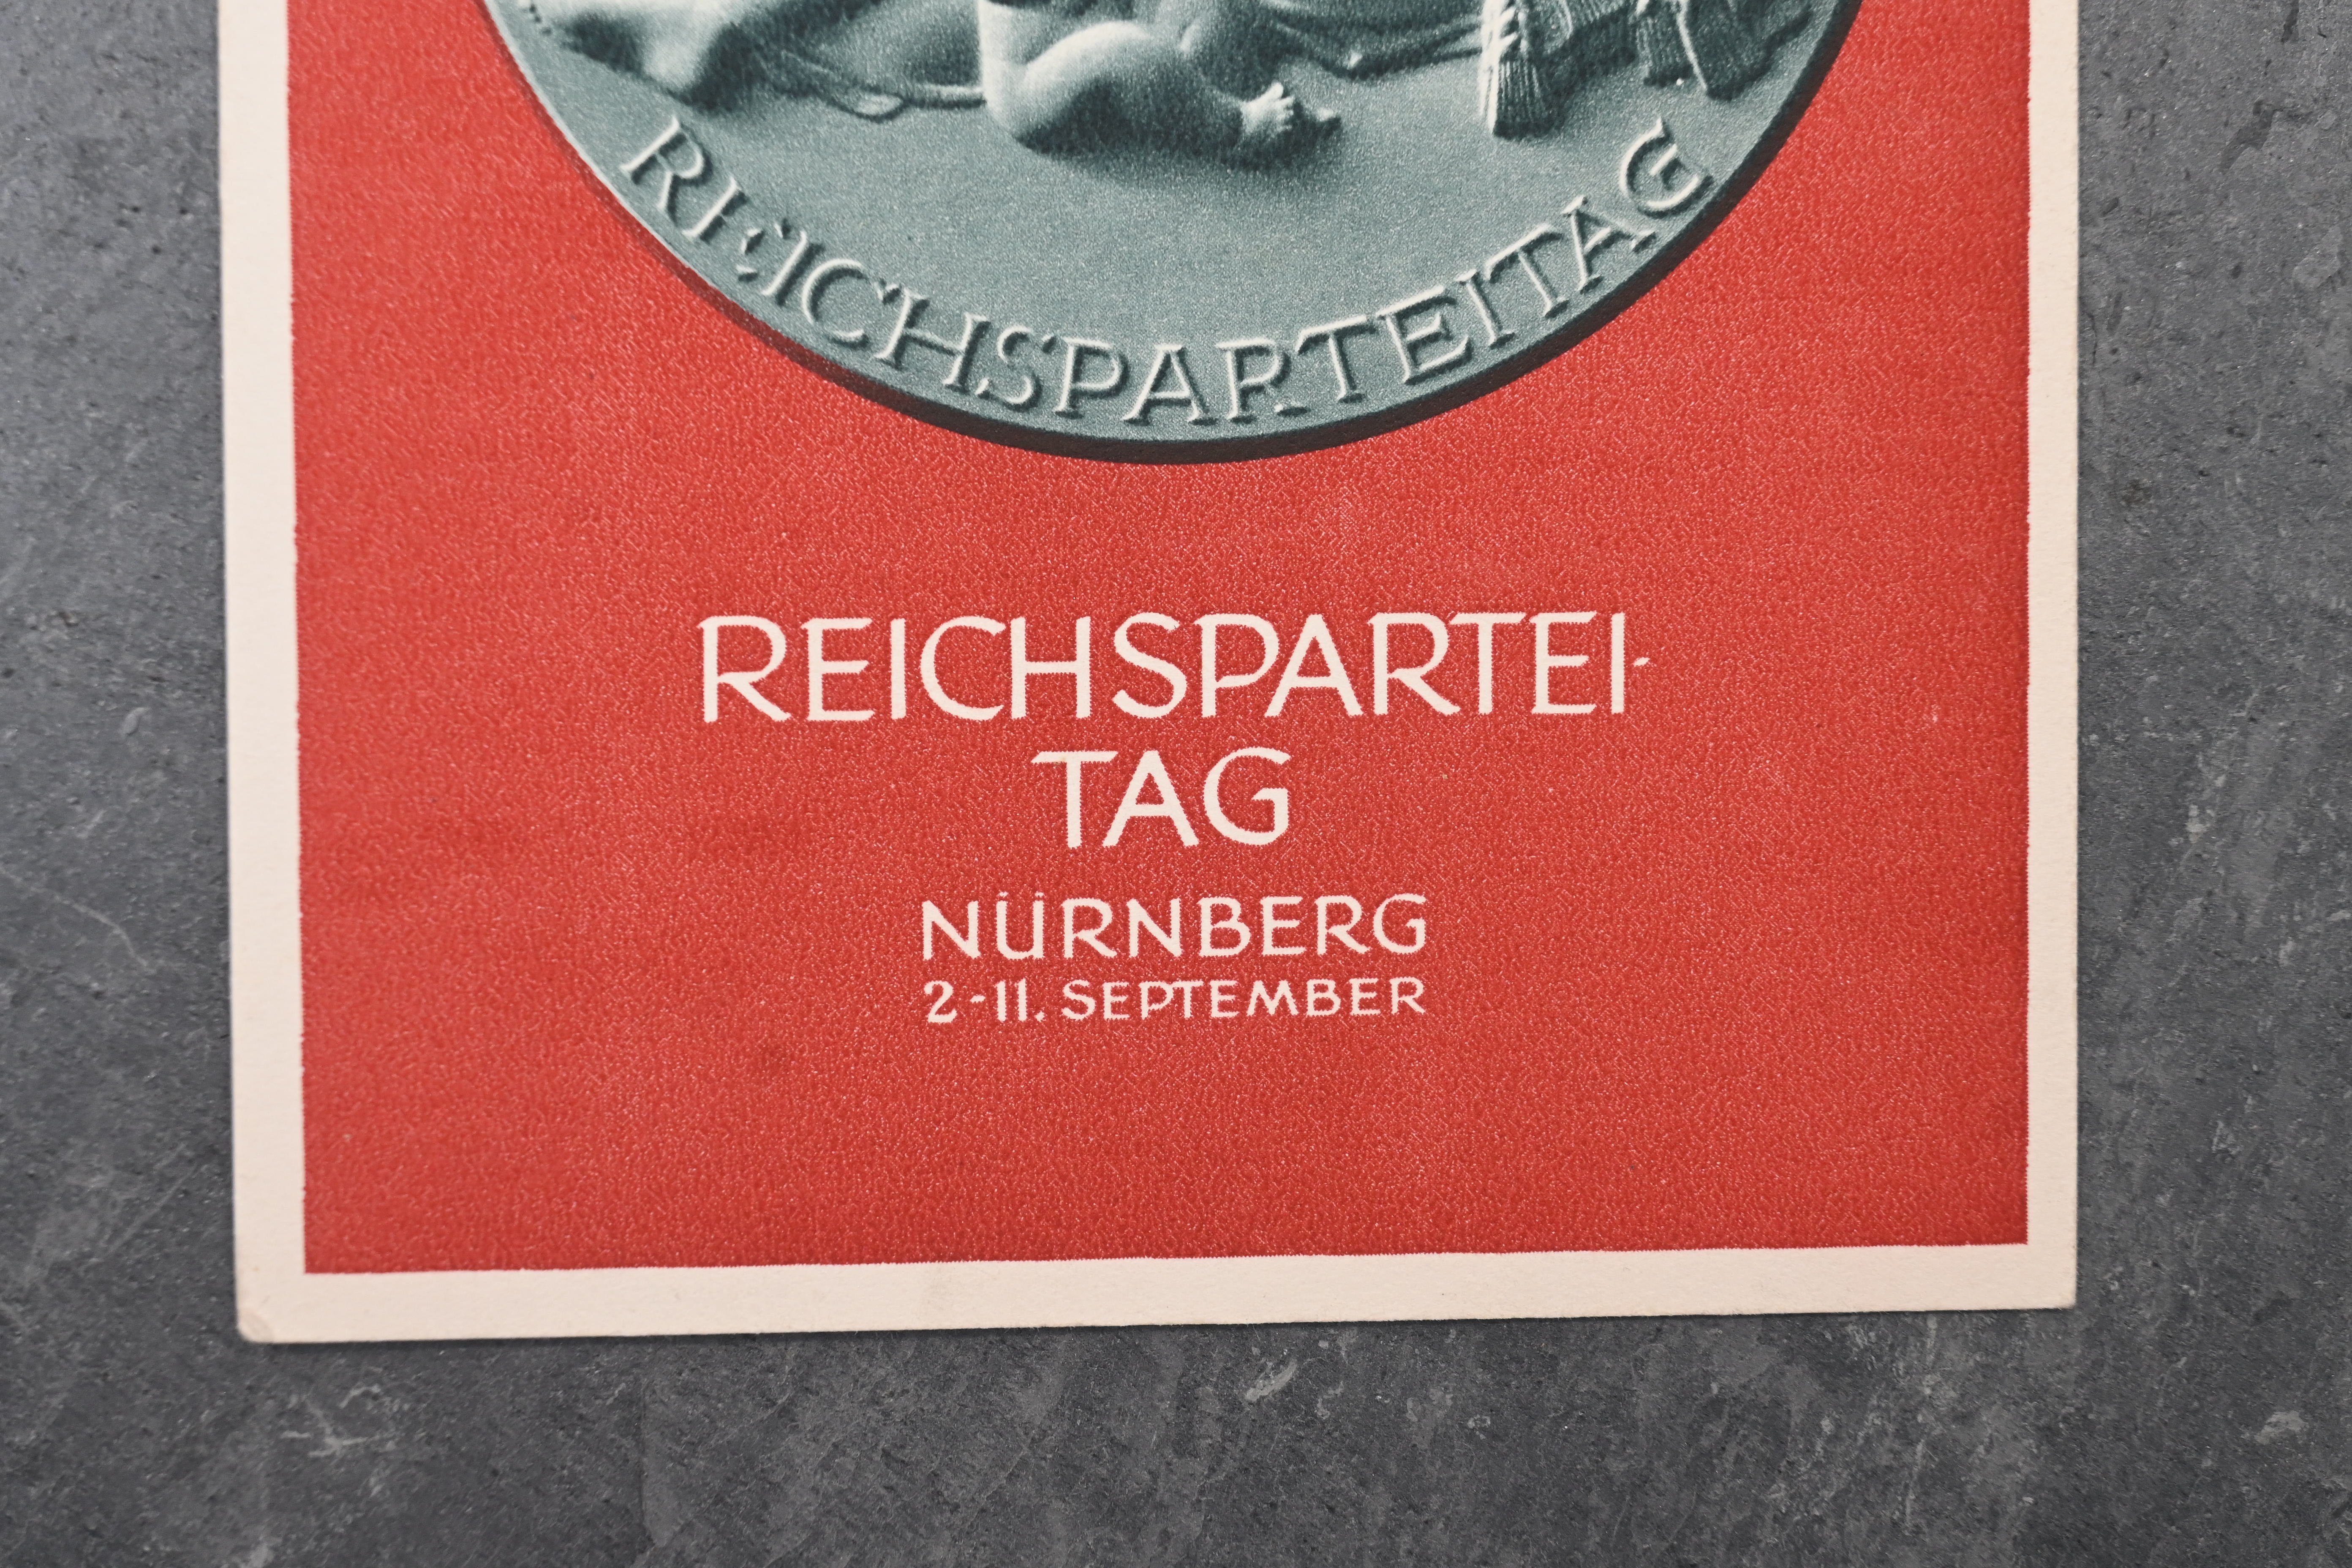 REICHSPARTEITAG
REICHSPARTEI-
TAG
NÜRNBERG
2-11. SEPTEMBER